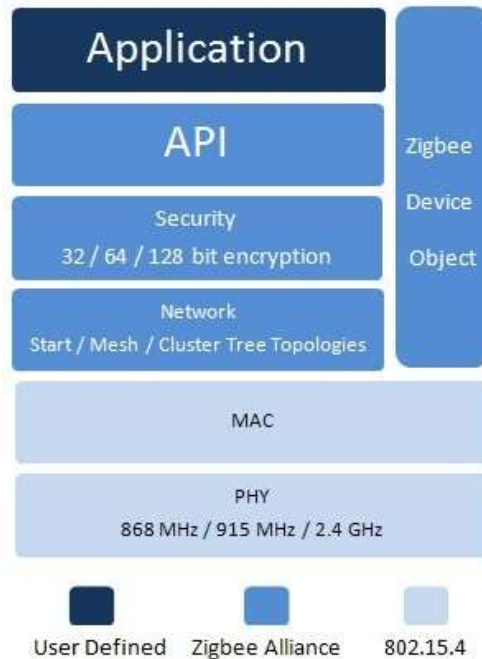 Application
API
Security
32 / 64 / 128 bit encryption
Network
Start / Mesh / Cluster Tree Topologies
Zigbee
Device
Object
MAC
PHY
868 MHz / 915 MHz / 2.4 GHz
User Defined
Zigbee Alliance
802.15.4